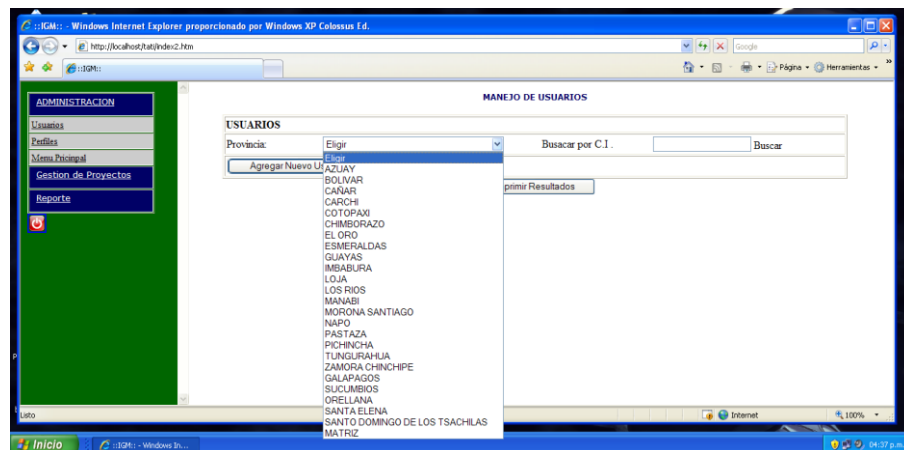 ::IGM:: - Windows Internet Explorer proporcionado por Windows XP Colossus Ed.
http://localhost/tati/index2.htm
Google
::IGM::
Página
Herramientas
MANEJO DE USUARIOS
ADMINISTRACION
Usuarios
Perfiles
Menu Pricingal
Gestion de Proyectos
Reporte
USUARIOS
Provincia:
Eligir
Busacar por C.I .
Buscar
Agregar Nuevo U
primir Resultados
Eligir
AZUAY
BOLIVAR
CAÑAR
CARCHI
COTOPAXI
CHIMBORAZO
EL ORO
ESMERALDAS
GUAYAS
IMBABURA
LOJA
LOS RIOS
MANABI
MORONA SANTIAGO
NAPO
PASTAZA
PICHINCHA
TUNGURAHUA
ZAMORA CHINCHIPE
GALAPAGOS
SUCUMBIOS
ORELLANA
SANTA ELENA
SANTO DOMINGO DE LOS TSACHILAS
MATRIZ
Listo
Internet
100%
Inicio
::IGM:: - Windows In...
04:37 p.m.